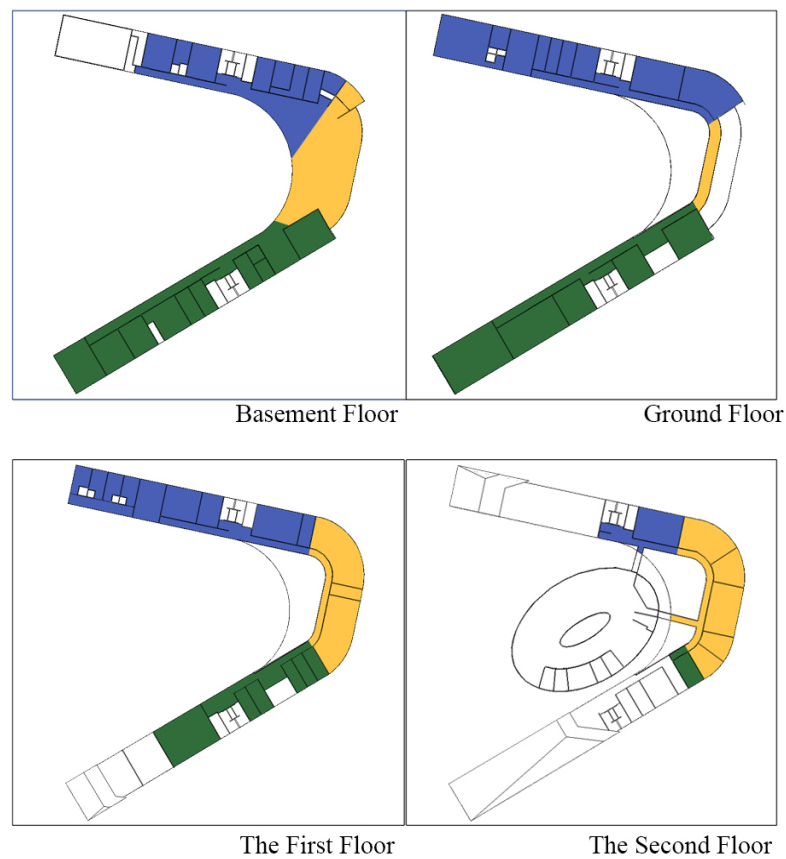 Basement Floor
Ground Floor
The First Floor
The Second Floor